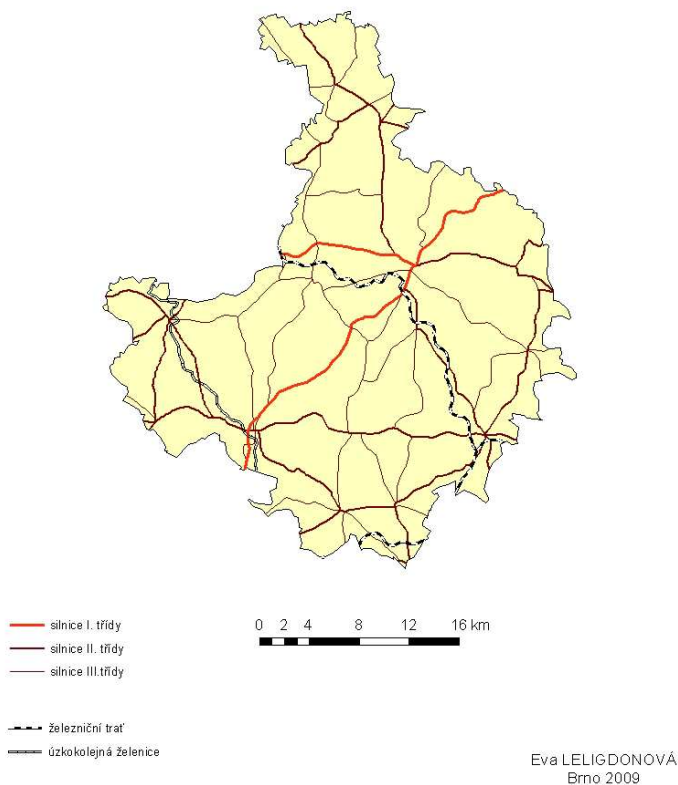 silnice I. třídy
silnice II. třídy
silnice III.třídy
železniční trať
úzkokolejná želenice
0 2 4 8 12 16 km
Eva LELIGDONOVÁ
Brno 2009